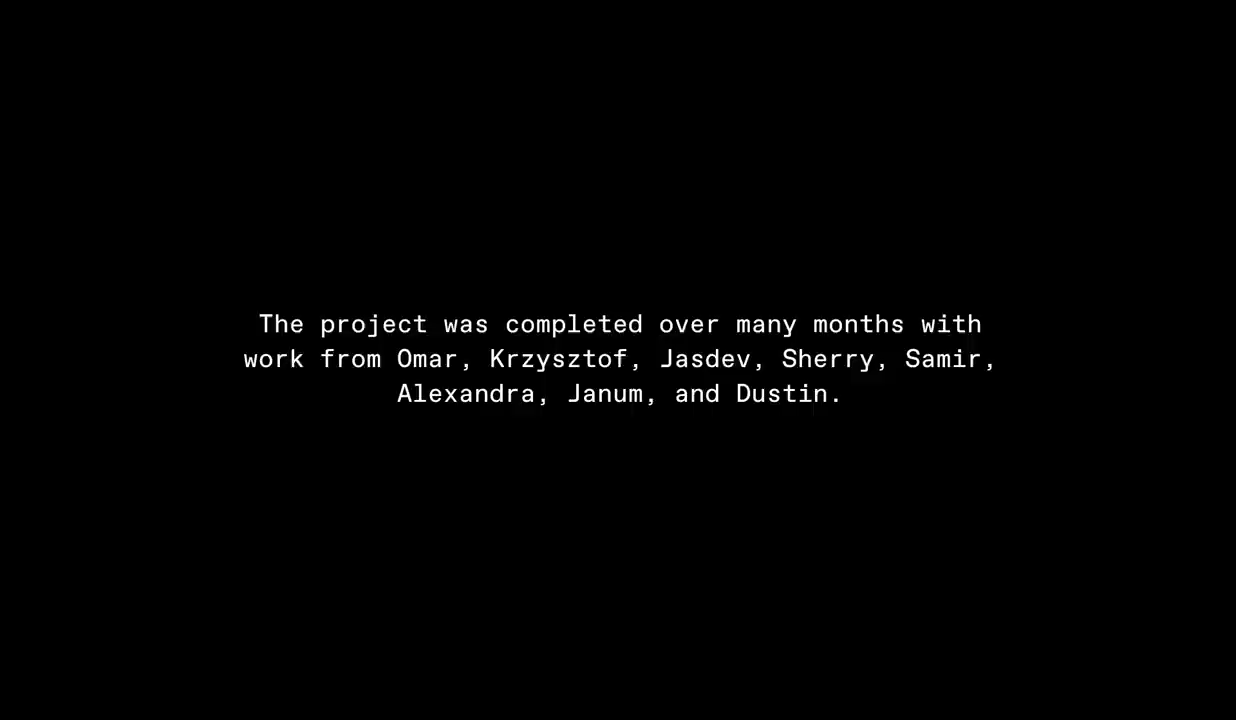 The project was completed over many months with
work from Omar, Krzysztof, Jasdev, Sherry, Samir,
Alexandra, Janum, and Dustin.